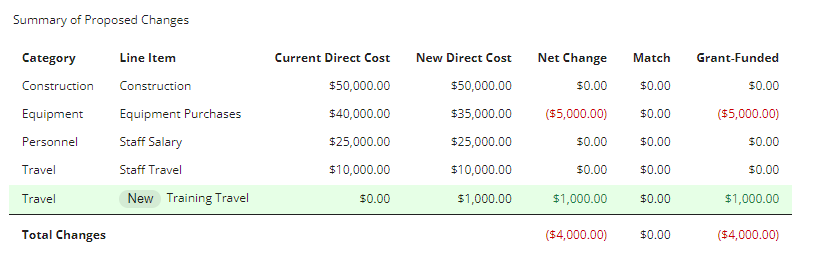 Summary of Proposed Changes
Category Line Item Current Direct Cost New Direct Cost Net Change Match Grant-Funded
Construction Construction $50,000.00 $50,000.00 $0.00 $0.00 $0.00
Equipment Equipment Purchases $40,000.00 $35,000.00 ($5,000.00) $0.00 ($5,000.00)
Personnel Staff Salary $25,000.00 $25,000.00 $0.00 $0.00 $0.00
Travel Staff Travel $10,000.00 $10,000.00 $0.00 $0.00 $0.00
Travel New Training Travel $0.00 $1,000.00 $1,000.00 $0.00 $1,000.00
Total Changes ($4,000.00) $0.00 ($4,000.00)